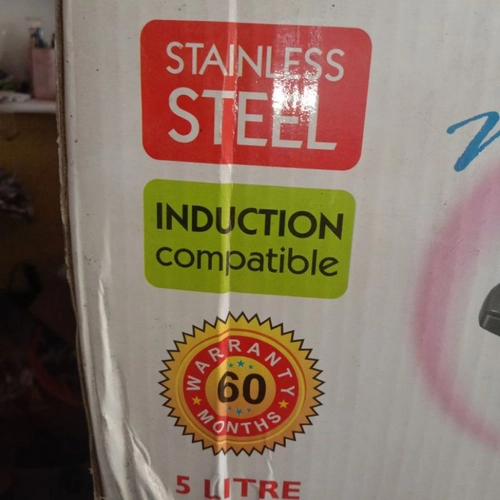 STAINLESS
STEEL
INDUCTION
compatible
WARRANTY
60
MONTHS
5 LITRE